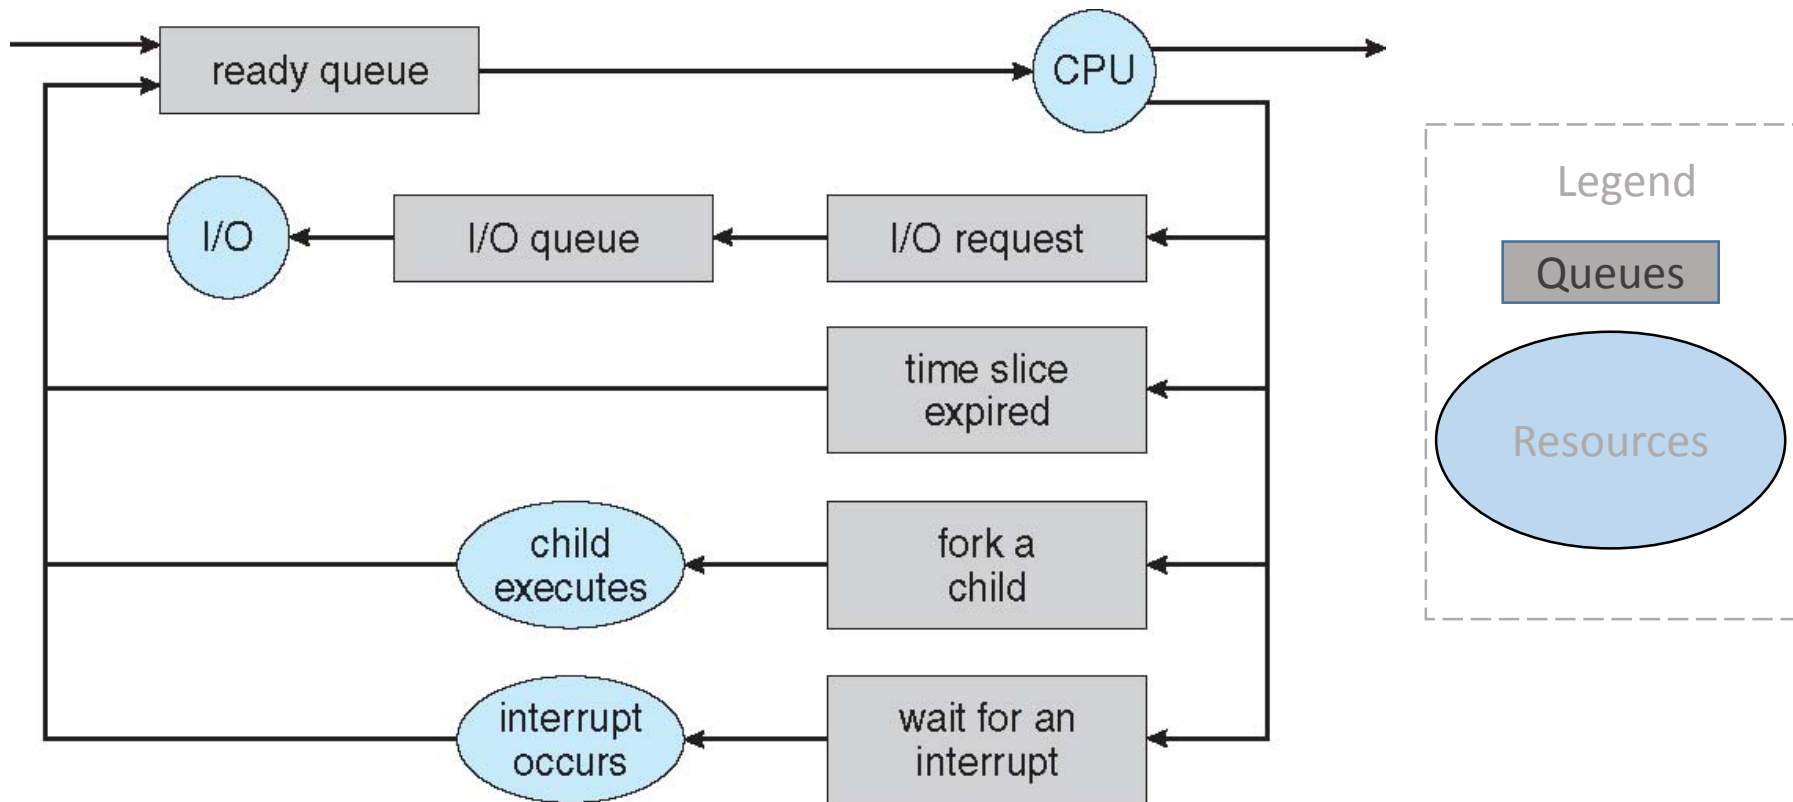 ready queue
CPU
I/O
I/O queue
I/O request
time slice
expired
child
executes
fork a
child
interrupt
occurs
wait for an
interrupt
Legend
Queues
Resources